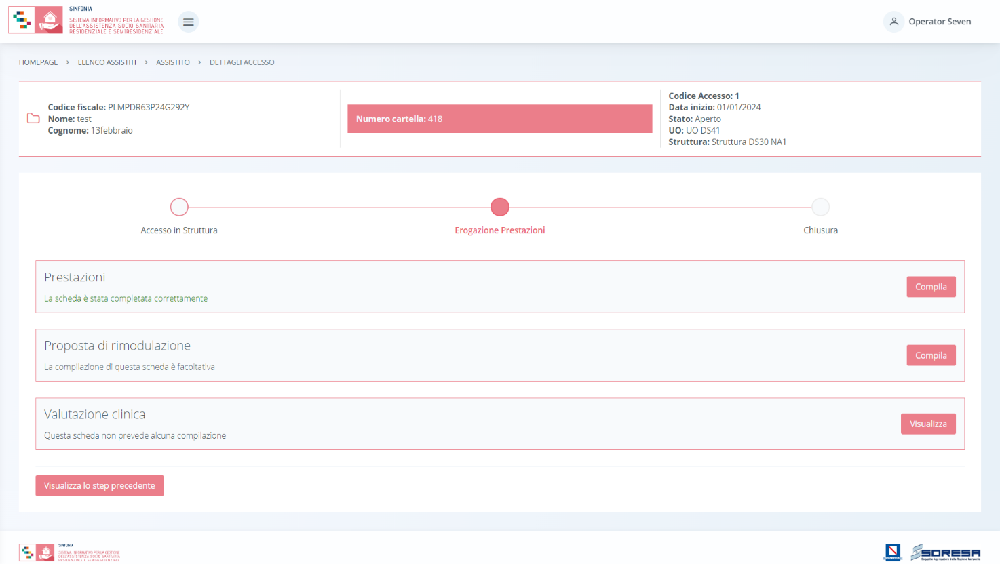 SINFONIA
SISTEMA INFORMATIVO PER LA GESTIONE
DELL'ASSISTENZA SOCIO SANITARIA
RESIDENZIALE E SEMIRESIDENZIALE
Operator Seven
HOMEPAGE > ELENCO ASSISTITI > ASSISTITO > DETTAGLI ACCESSO
Codice fiscale: PLMPDR63P24G292Y
Nome: test
Cognome: 13febbraio
Numero cartella: 418
Codice Accesso: 1
Data inizio: 01/01/2024
Stato: Aperto
UO: UO DS41
Struttura: Struttura DS30 NA1
Accesso in Struttura
Erogazione Prestazioni
Chiusura
Prestazioni
La scheda è stata completata correttamente
Compila
Proposta di rimodulazione
La compilazione di questa scheda è facoltativa
Compila
Valutazione clinica
Questa scheda non prevede alcuna compilazione
Visualizza
Visualizza lo step precedente
SINFONIA
SISTEMA INFORMATIVO PER LA GESTIONE
DELL'ASSISTENZA SOCIO SANITARIA
RESIDENZIALE E SEMIRESIDENZIALE
SORESA
Soggetto Aggregatore della Regione Campania